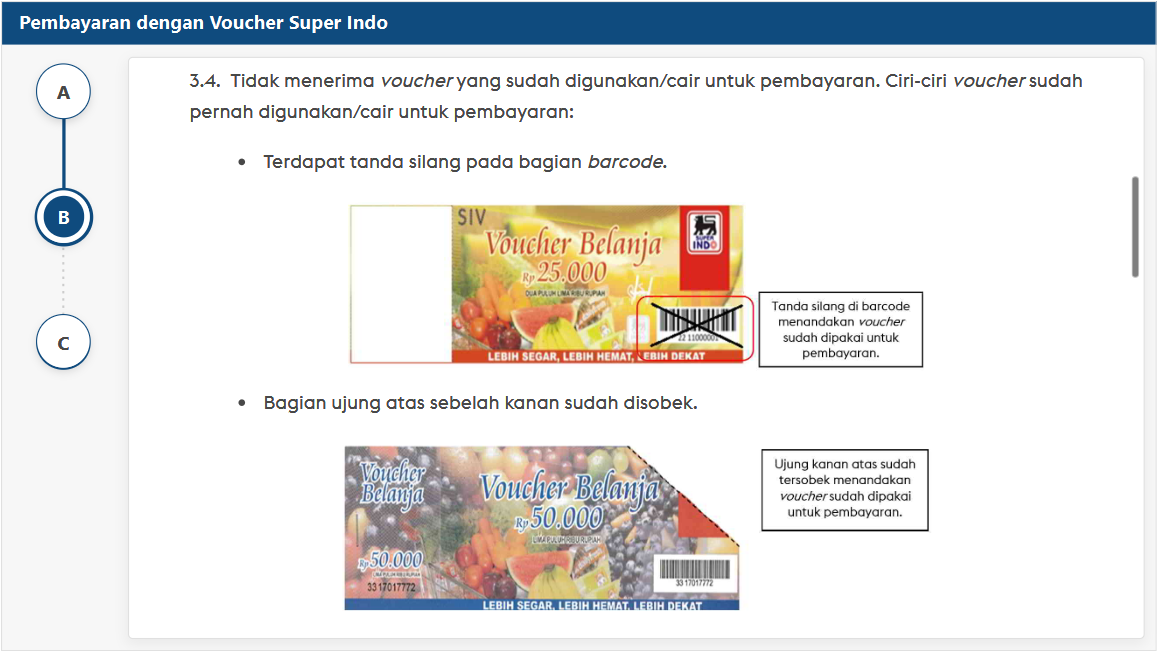 Pembayaran dengan Voucher Super Indo
A
B
C
3.4. Tidak menerima voucher yang sudah digunakan/cair untuk pembayaran. Ciri-ciri voucher sudah
pernah digunakan/cair untuk pembayaran:
• Terdapat tanda silang pada bagian barcode.
SIV
Voucher Belanja
Rp 25.000
DUA PULUH LIMA RIBU RUPIAH
SUPER
INDO
22 11000001
LEBIH SEGAR, LEBIH HEMAT, LEBIH DEKAT
Tanda silang di barcode
menandakan voucher
sudah dipakai untuk
pembayaran.
• Bagian ujung atas sebelah kanan sudah disobek.
Voucher
Belanja
Rp 50.000
LIMA PULUH RIBU RUPIAH
33 17017772
Voucher Belanja
Rp 50.000
LIMA PULUH RIBU RUPIAH
33 17017772
LEBIH SEGAR, LEBIH HEMAT, LEBIH DEKAT
Ujung kanan atas sudah
tersobek menandakan
voucher sudah dipakai
untuk pembayaran.